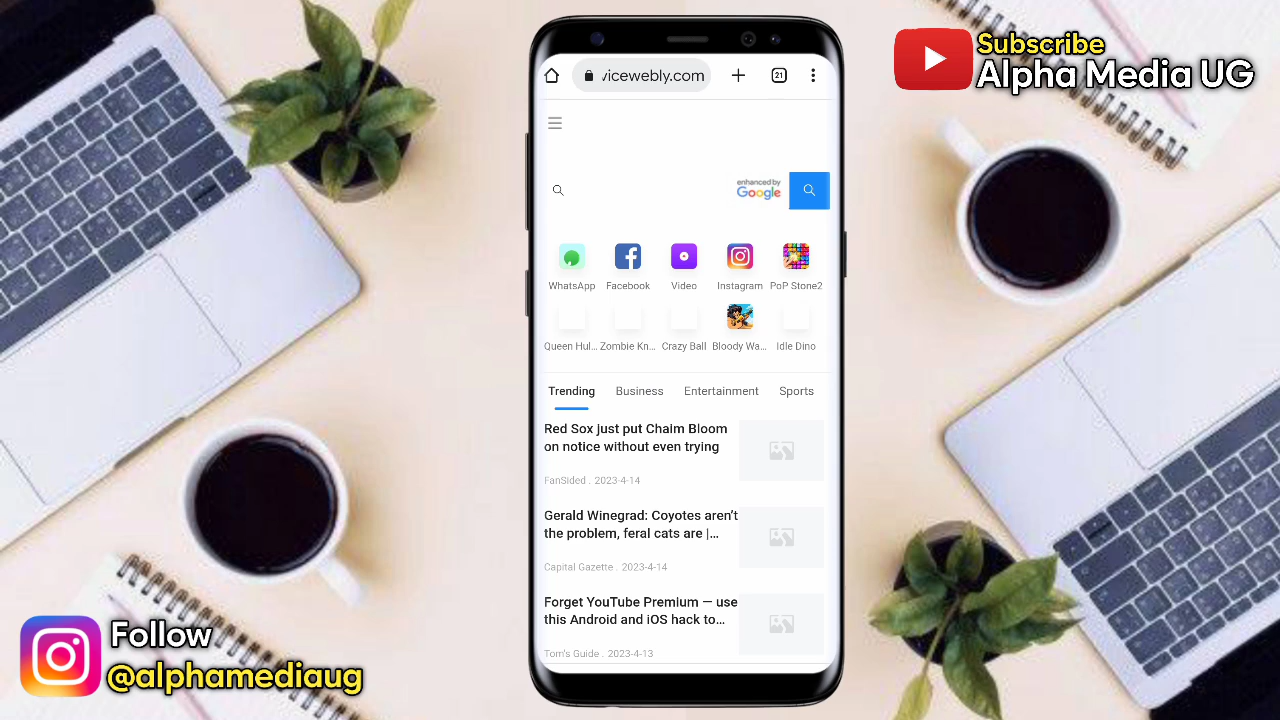 Subscribe
Alpha Media UG
21
enhanced by
Google
WhatsApp
Facebook
Video
Instagram
PoP Stone2
Queen Hul...
Zombie Kn...
Crazy Ball
Bloody Wa...
Idle Dino
Trending
Business
Entertainment
Sports
Red Sox just put Chaim Bloom
on notice without even trying
FanSided . 2023-4-14
Gerald Winegrad: Coyotes aren't
the problem, feral cats are |...
Capital Gazette . 2023-4-14
Forget YouTube Premium — use
this Android and iOS hack to...
Tom's Guide . 2023-4-13
Follow
@alphamediaug